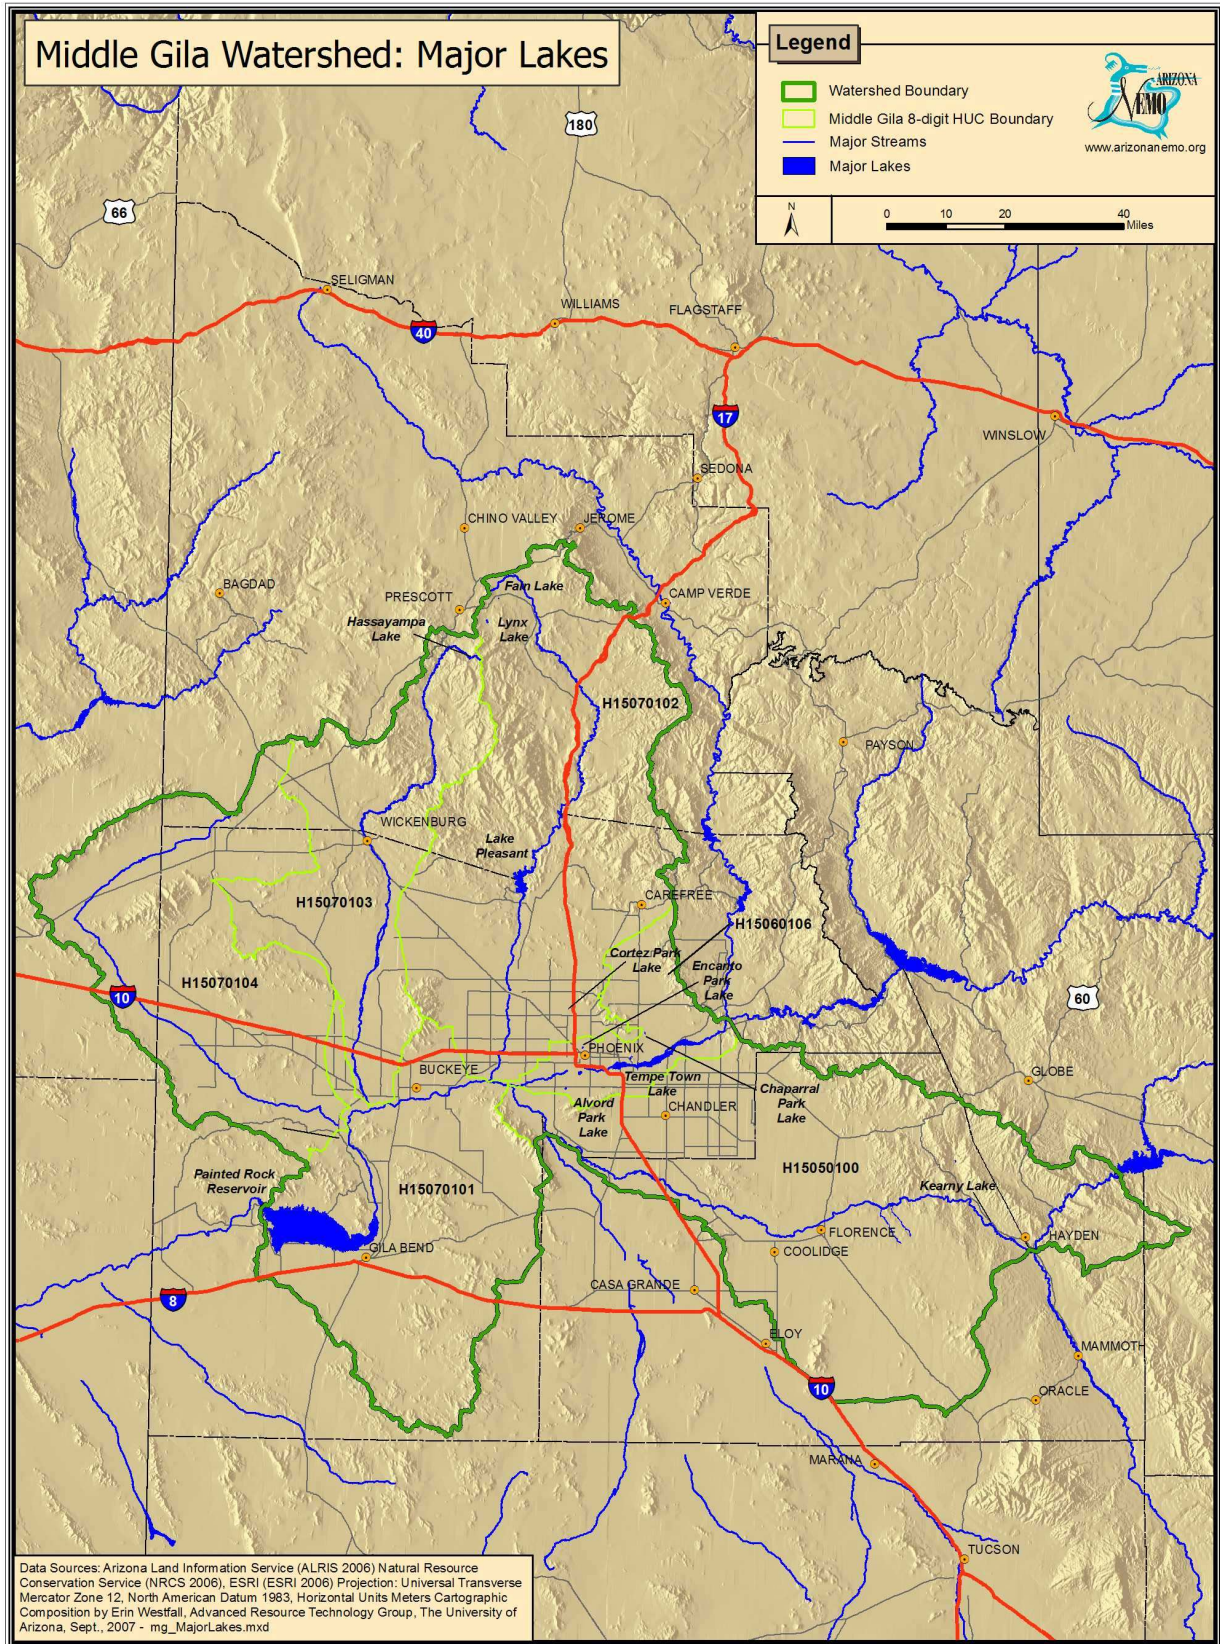 Middle Gila Watershed: Major Lakes
Legend
Watershed Boundary
Middle Gila 8-digit HUC Boundary
Major Streams
Major Lakes
ARIZONA
NEMO
www.arizonanemo.org
N
0 10 20 40
Miles
180
66
SELIGMAN
WILLIAMS
FLAGSTAFF
40
17
WINSLOW
SEDONA
CHINO VALLEY
JEROME
BAGDAD
Fain Lake
PRESCOTT
CAMP VERDE
Hassayampa
Lake
Lynx
Lake
H15070102
PAYSON
WICKENBURG
Lake
Pleasant
H15070103
CAREFREE
H15060106
Cortez Park
Lake
Encanto
Park
Lake
H15070104
10
60
PHOENIX
BUCKEYE
Tempe Town
Lake
GLOBE
Chaparral
Park
Lake
Alvord
Park
Lake
CHANDLER
H15050100
Painted Rock
Reservoir
H15070101
Kearny Lake
FLORENCE
HAYDEN
GILA BEND
COOLIDGE
CASA GRANDE
8
ELOY
MAMMOTH
10
ORACLE
MARANA
TUCSON
Data Sources: Arizona Land Information Service (ALRIS 2006) Natural Resource
Conservation Service (NRCS 2006), ESRI (ESRI 2006) Projection: Universal Transverse
Mercator Zone 12, North American Datum 1983, Horizontal Units Meters Cartographic
Composition by Erin Westfall, Advanced Resource Technology Group, The University of
Arizona, Sept., 2007 - mg_MajorLakes.mxd